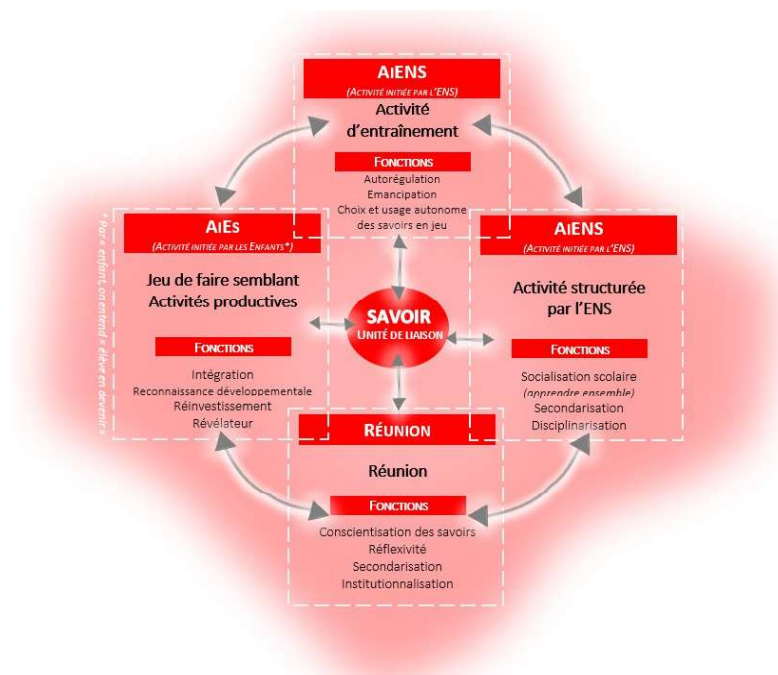 AIENS
(ACTIVITÉ INITIÉE PAR L'ENS)
Activité
d'entraînement
FONCTIONS
Autorégulation
Emancipation
Choix et usage autonome
des savoirs en jeu
AIES
(ACTIVITÉ INITIÉE PAR LES ENFANTS*)
Jeu de faire semblant
Activités productives
FONCTIONS
Intégration
Reconnaissance développementale
Réinvestissement
Révélateur
SAVOIR
UNITÉ DE LIAISON
AIENS
(ACTIVITÉ INITIÉE PAR L'ENS)
Activité structurée
par l'ENS
FONCTIONS
Socialisation scolaire
(apprendre ensemble)
Secondarisation
Disciplinarisation
RÉUNION
Réunion
FONCTIONS
Conscientisation des savoirs
Réflexivité
Secondarisation
Institutionnalisation
* Par « enfant, on entend « élève en devenir »